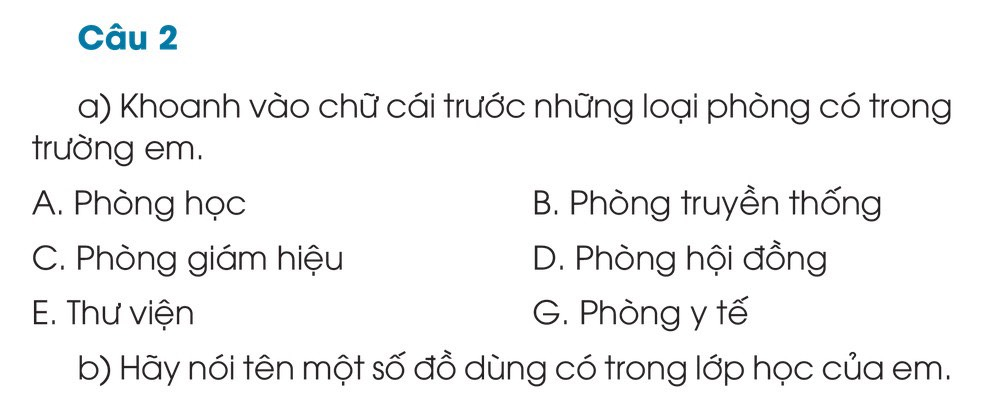 Câu 2
a) Khoanh vào chữ cái trước những loại phòng có trong
trường em.
A. Phòng học B. Phòng truyền thống
C. Phòng giám hiệu D. Phòng hội đồng
E. Thư viện G. Phòng y tế
b) Hãy nói tên một số đồ dùng có trong lớp học của em.